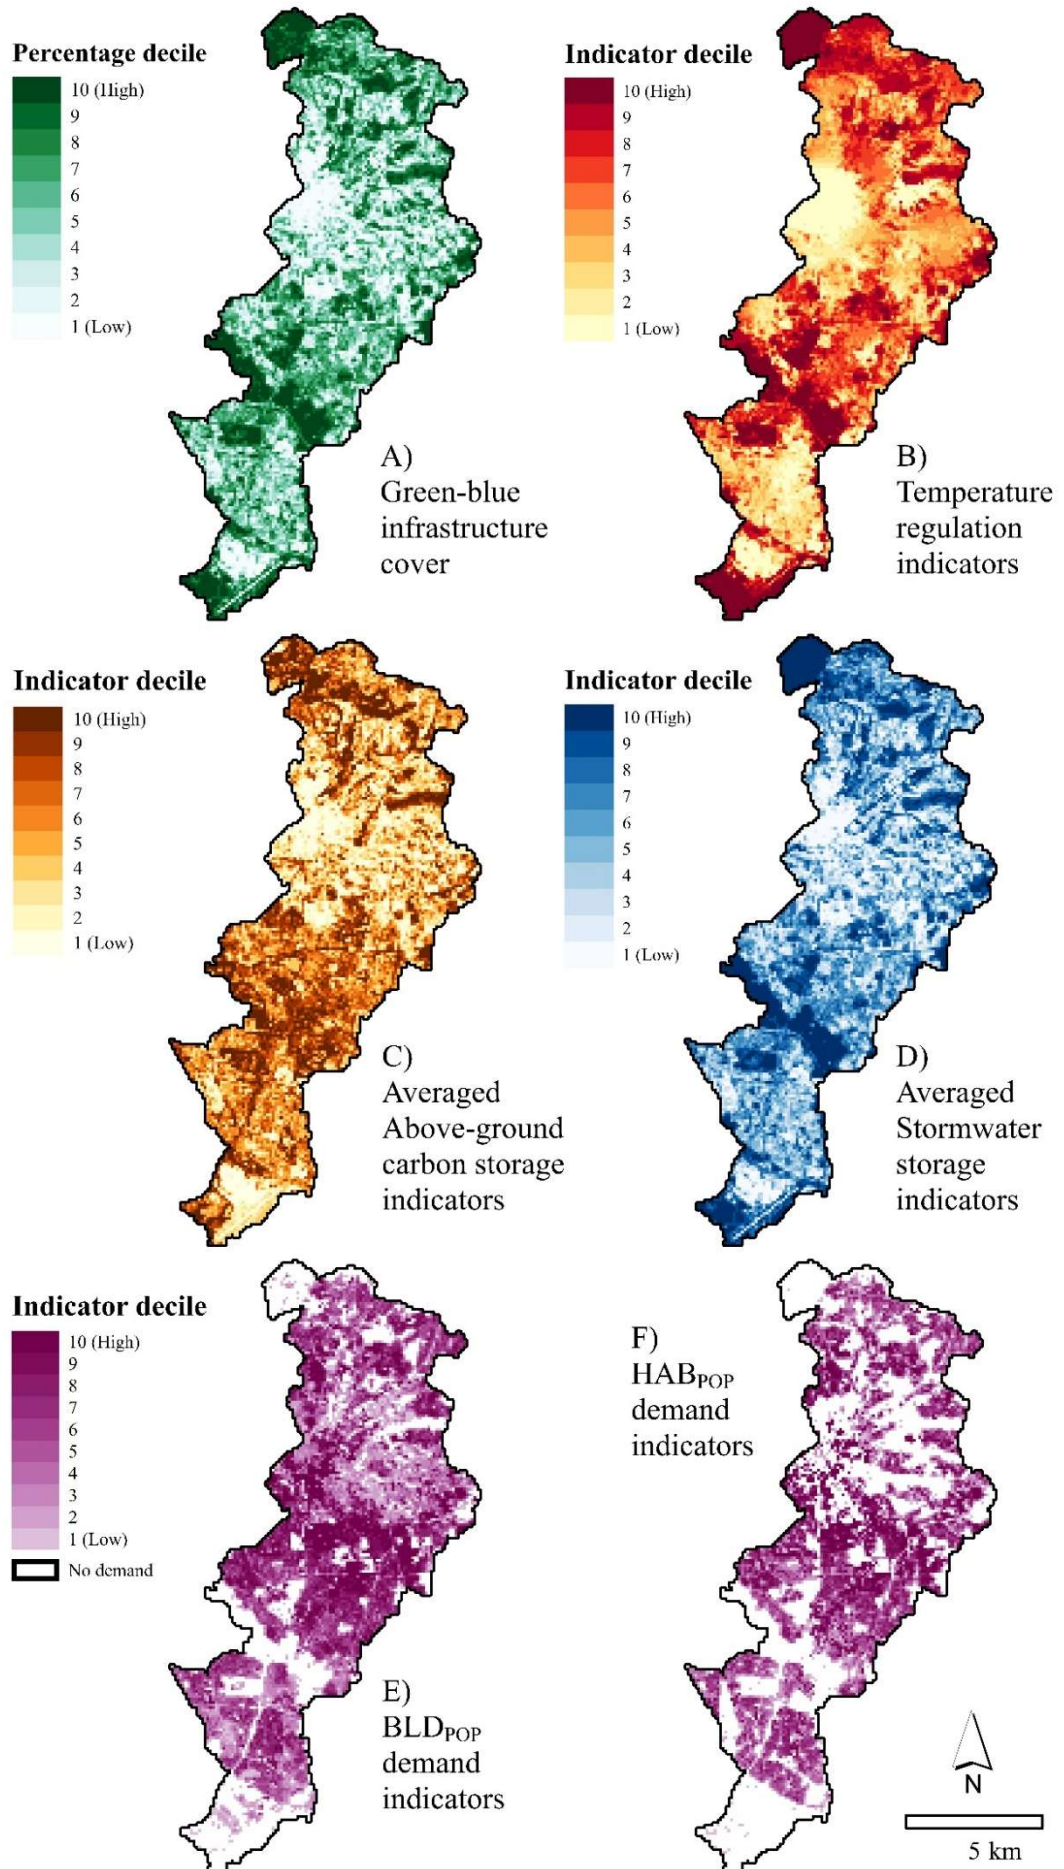 Percentage decile
10 (High)
9
8
7
6
5
4
3
2
1 (Low)
A)
Green-blue
infrastructure
cover
Indicator decile
10 (High)
9
8
7
6
5
4
3
2
1 (Low)
B)
Temperature
regulation
indicators
Indicator decile
10 (High)
9
8
7
6
5
4
3
2
1 (Low)
C)
Averaged
Above-ground
carbon storage
indicators
Indicator decile
10 (High)
9
8
7
6
5
4
3
2
1 (Low)
D)
Averaged
Stormwater
storage
indicators
Indicator decile
10 (High)
9
8
7
6
5
4
3
2
1 (Low)
No demand
E)
BLDPOP
demand
indicators
F)
HABPOP
demand
indicators
N
5 km